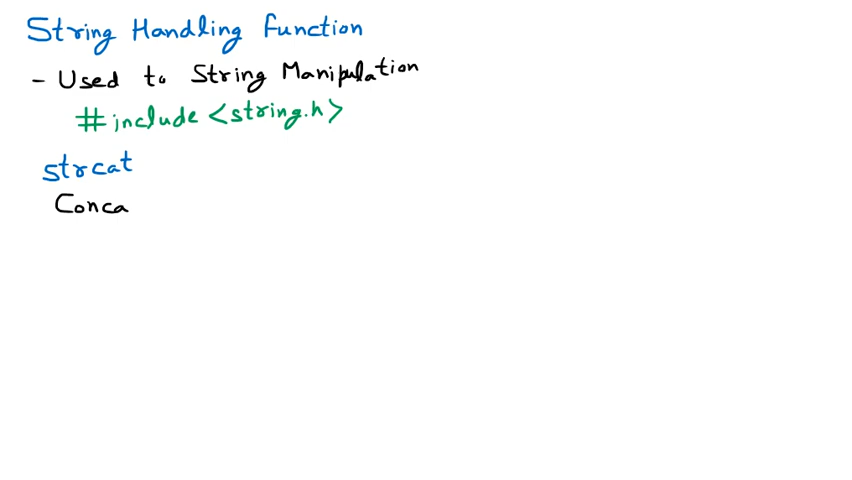 String Handling Function
- Used to String Manipulation
#include <string.h>
strcat
Conca